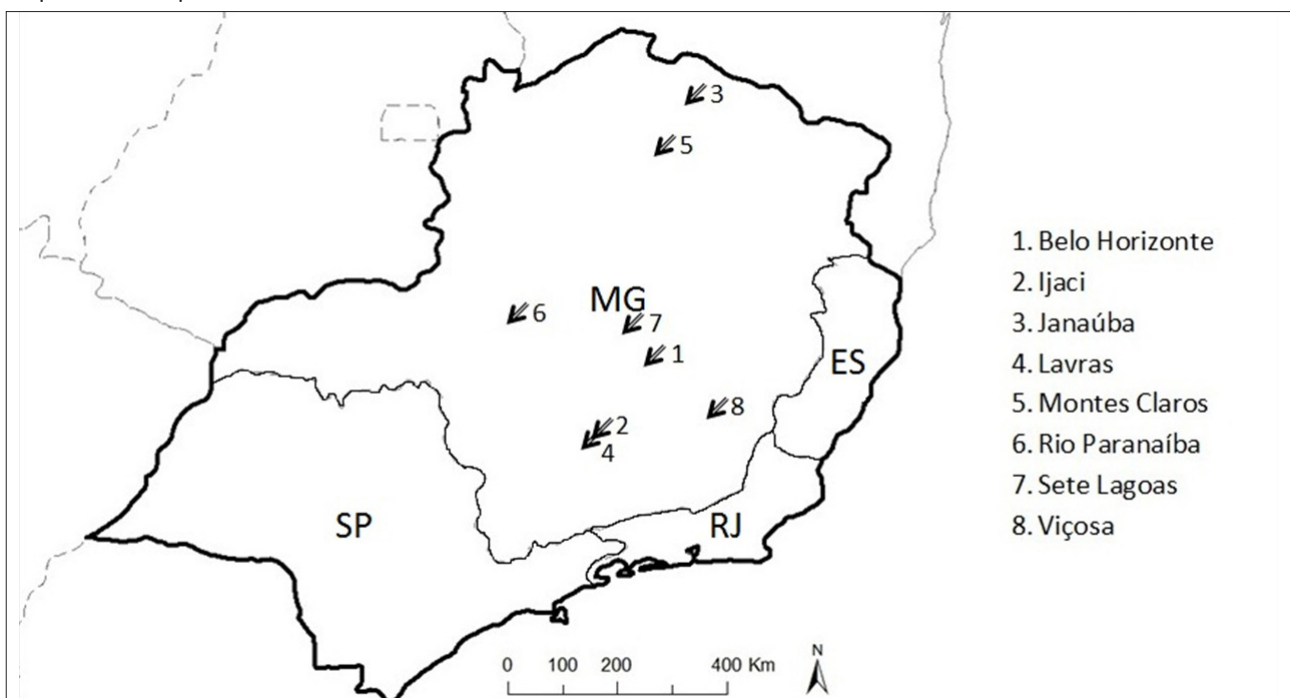 3
5
MG
6
7
1
ES
8
2
4
SP
RJ
1. Belo Horizonte
2. Ijaci
3. Janaúba
4. Lavras
5. Montes Claros
6. Rio Paranaíba
7. Sete Lagoas
8. Viçosa
0 100 200 400 Km
N